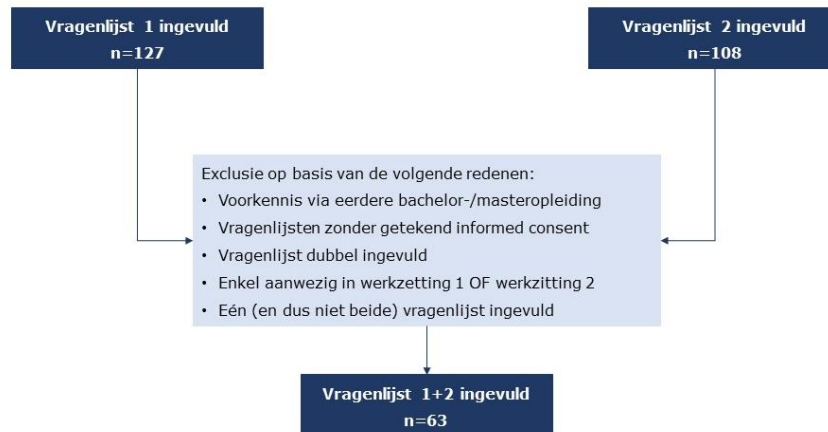 Vragenlijst 1 ingevuld
n=127
Vragenlijst 2 ingevuld
n=108
Exclusie op basis van de volgende redenen:
• Voorkennis via eerdere bachelor-/masteropleiding
• Vragenlijsten zonder getekend informed consent
• Vragenlijst dubbel ingevuld
• Enkel aanwezig in werkzetting 1 OF werkzitting 2
• Eén (en dus niet beide) vragenlijst ingevuld
Vragenlijst 1+2 ingevuld
n=63